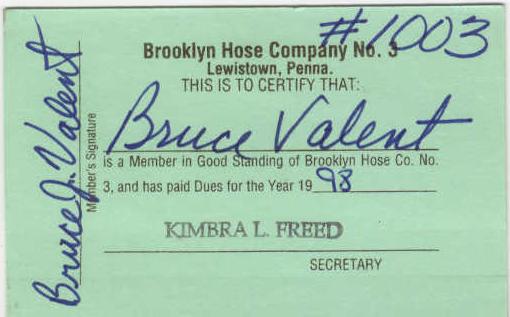 #1003
Brooklyn Hose Company No. 3
Lewistown, Penna.
THIS IS TO CERTIFY THAT:
Bruce Valent
is a Member in Good Standing of Brooklyn Hose Co. No.
3, and has paid Dues for the Year 1998
KIMBRA L. FREED
SECRETARY
Bruce J. Valent
Member's Signature